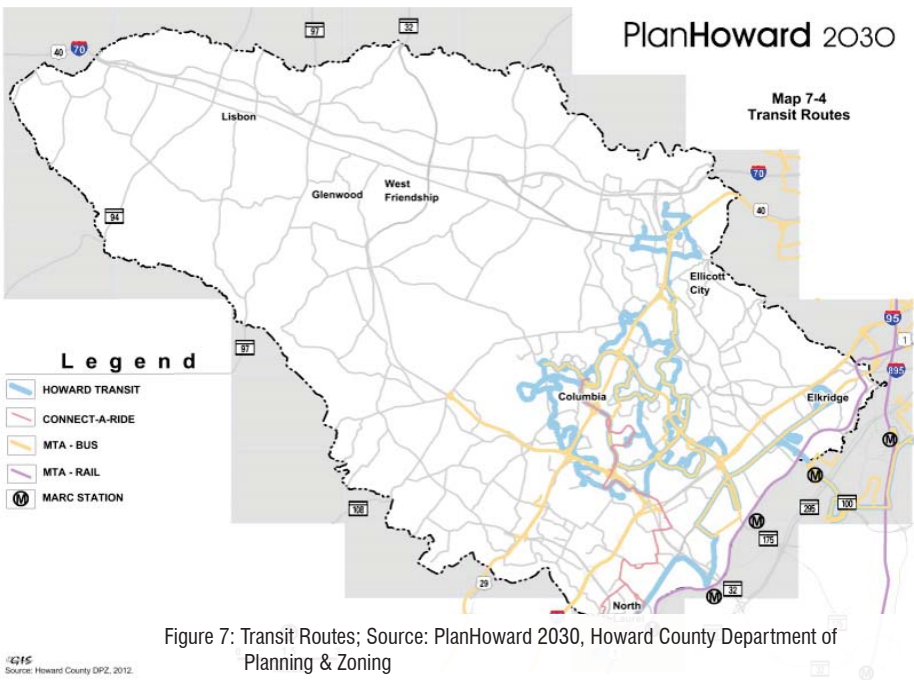 PlanHoward 2030
Map 7-4
Transit Routes
97
32
40
70
Lisbon
70
Glenwood
West
Friendship
40
94
Ellicott
City
95
1
97
895
Legend
HOWARD TRANSIT
CONNECT-A-RIDE
MTA - BUS
MTA - RAIL
M MARC STATION
Columbia
Elkridge
M
M
108
295
100
M
175
29
32
M
North
Laurel
Figure 7: Transit Routes; Source: PlanHoward 2030, Howard County Department of
Planning & Zoning
GIS
Source: Howard County DPZ, 2012.
M